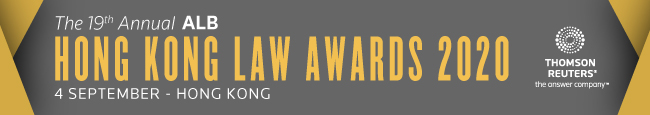 The 19th Annual ALB
HONG KONG LAW AWARDS 2020
4 SEPTEMBER - HONG KONG
THOMSON
REUTERS®
the answer company™